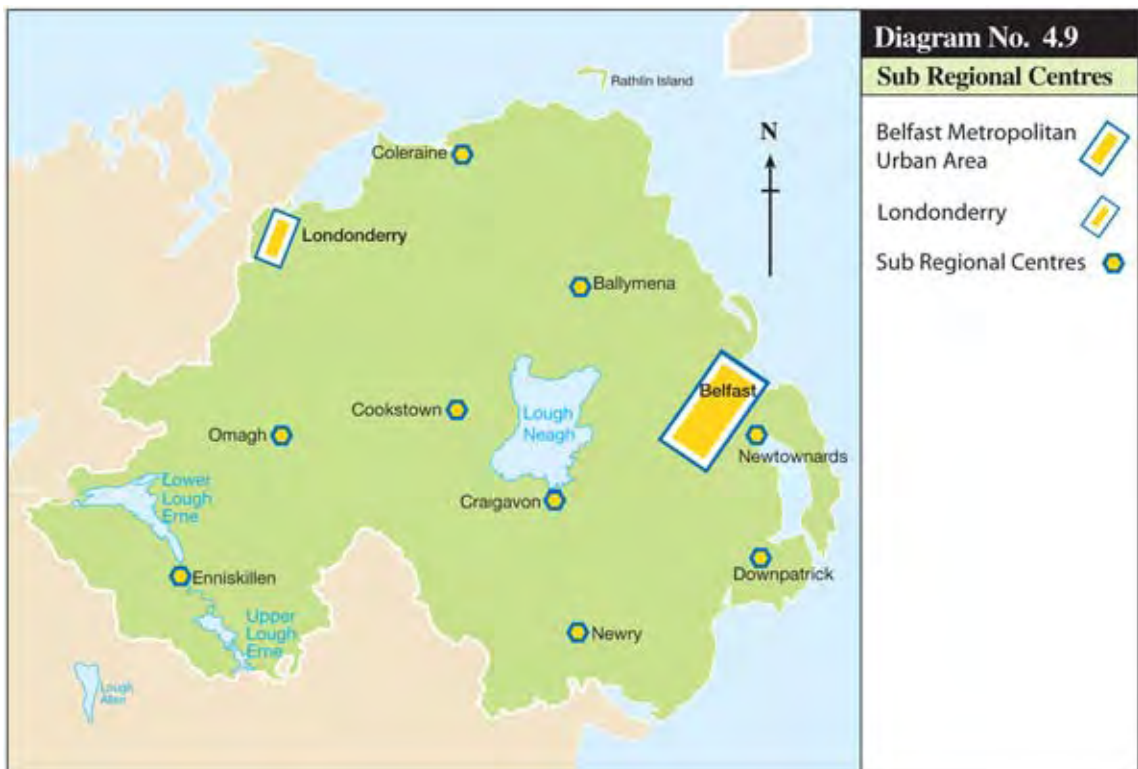 Diagram No. 4.9
Sub Regional Centres
Belfast Metropolitan
Urban Area
Londonderry
Sub Regional Centres
Rathlin Island
N
Coleraine
Londonderry
Ballymena
Belfast
Cookstown
Lough
Neagh
Omagh
Newtownards
Lower
Lough
Erne
Craigavon
Enniskillen
Downpatrick
Upper
Lough
Erne
Newry
Lough
Allen